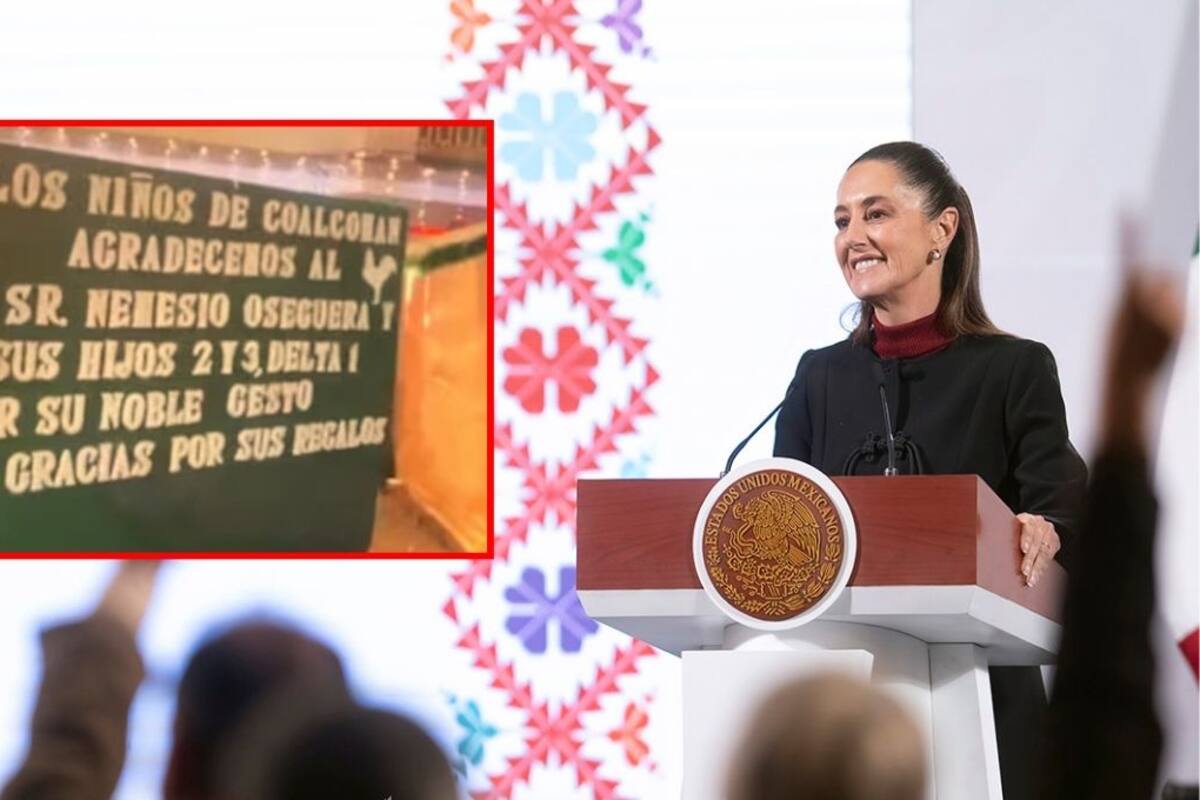 LOS NIÑOS DE COALCOMAN
AGRADECEMOS AL
SR. NEMESIO OSEGUERA Y
SUS HIJOS 2 Y 3, DELTA 1
R SU NOBLE GESTO
GRACIAS POR SUS REGALOS
ESTADOS UNIDOS MEXICANOS